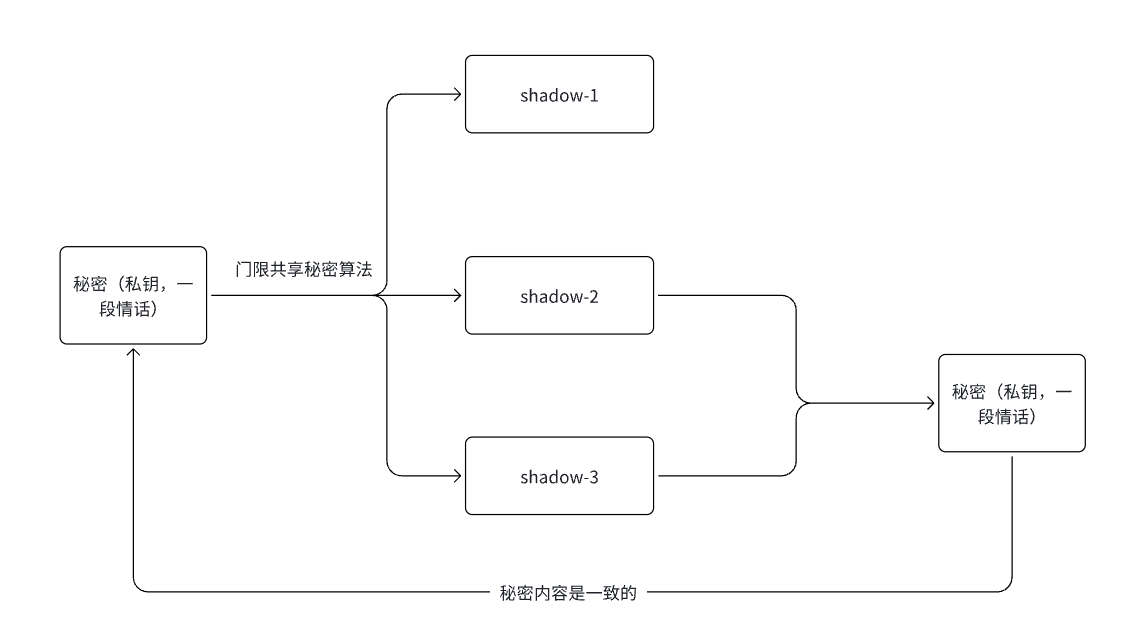 shadow-1
门限共享秘密算法
秘密（私钥，一
段情话）
shadow-2
秘密（私钥，一
段情话）
shadow-3
秘密内容是一致的